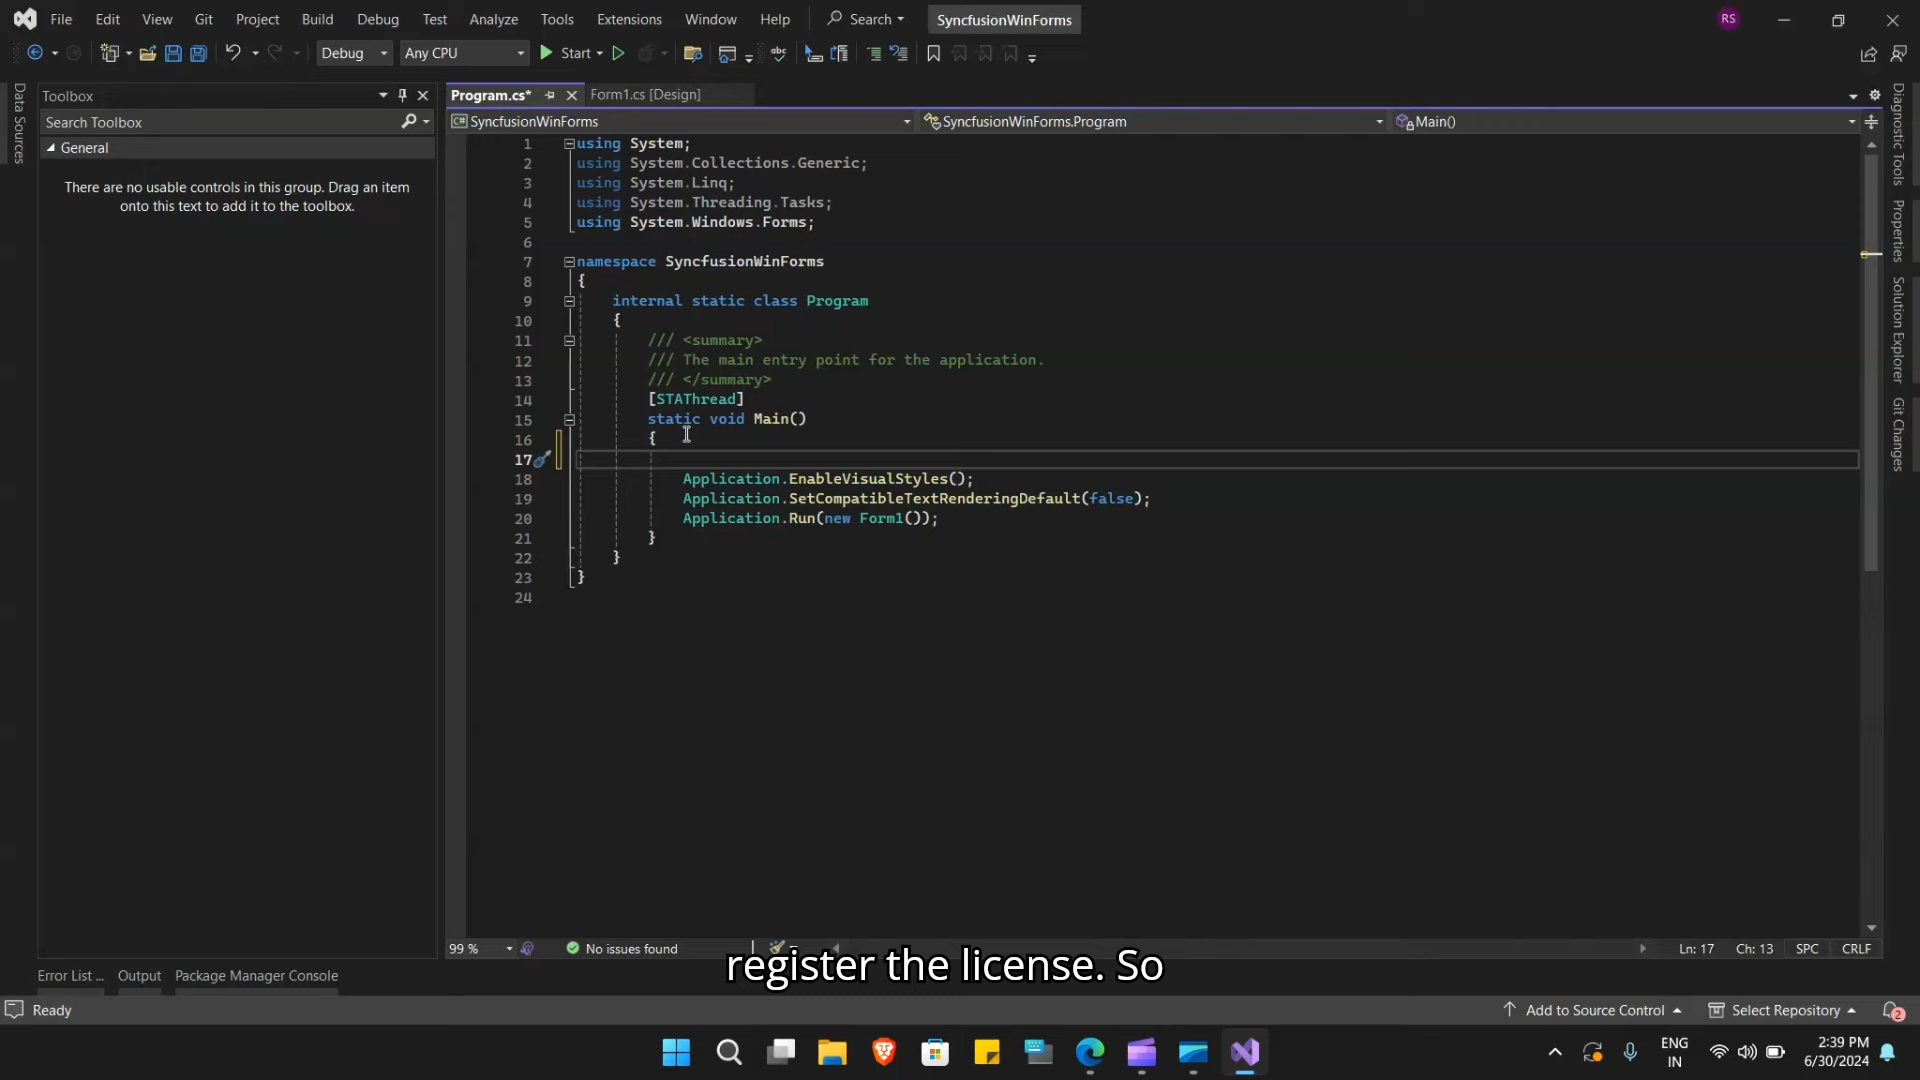 File Edit View Git Project Build Debug Test Analyze Tools Extensions Window Help Search SyncfusionWinForms RS
Debug Any CPU Start
Data Sources
Toolbox
Search Toolbox
General
There are no usable controls in this group. Drag an item
onto this text to add it to the toolbox.
Program.cs* Form1.cs [Design]
C# SyncfusionWinForms SyncfusionWinForms.Program Main()
1 using System;
2 using System.Collections.Generic;
3 using System.Linq;
4 using System.Threading.Tasks;
5 using System.Windows.Forms;
6
7 namespace SyncfusionWinForms
8 {
9 internal static class Program
10 {
11 /// <summary>
12 /// The main entry point for the application.
13 /// </summary>
14 [STAThread]
15 static void Main()
16 {
17
18 Application.EnableVisualStyles();
19 Application.SetCompatibleTextRenderingDefault(false);
20 Application.Run(new Form1());
21 }
22 }
23 }
24
Diagnostic Tools
Properties
Solution Explorer
Git Changes
99 % No issues found Ln: 17 Ch: 13 SPC CRLF
register the license. So
Error List ... Output Package Manager Console
Ready Add to Source Control Select Repository 2
ENG
IN
2:39 PM
6/30/2024